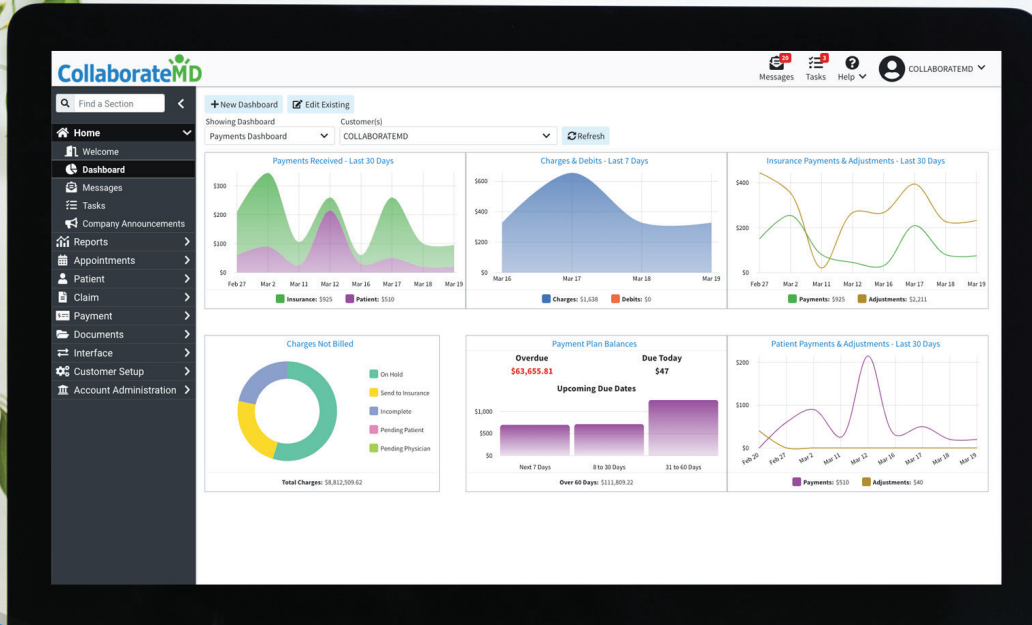 CollaborateMD
20
3
Messages
Tasks
Help
COLLABORATEMD
Find a Section
Home
Welcome
Dashboard
Messages
Tasks
Company Announcements
Reports
Appointments
Patient
Claim
Payment
Documents
Interface
Customer Setup
Account Administration
+ New Dashboard
Edit Existing
Showing Dashboard
Customer(s)
Payments Dashboard
COLLABORATEMD
Refresh
Payments Received - Last 30 Days
$300
$200
$100
$0
Feb 27 Mar 2 Mar 11 Mar 12 Mar 16 Mar 17 Mar 18 Mar 19
Insurance: $925 Patient: $510
Charges & Debits - Last 7 Days
$600
$400
$200
$0
Mar 16 Mar 17 Mar 18 Mar 19
Charges: $1,638 Debits: $0
Insurance Payments & Adjustments - Last 30 Days
$400
$200
$0
Feb 27 Mar 2 Mar 11 Mar 12 Mar 16 Mar 17 Mar 18 Mar 19
Payments: $925 Adjustments: $2,211
Charges Not Billed
On Hold
Send to Insurance
Incomplete
Pending Patient
Pending Physician
Total Charges: $8,812,509.62
Payment Plan Balances
Overdue Due Today
$63,655.81 $47
Upcoming Due Dates
$1,000
$500
$0
Next 7 Days 8 to 30 Days 31 to 60 Days
Over 60 Days: $111,809.22
Patient Payments & Adjustments - Last 30 Days
$200
$100
$0
Feb 20 Feb 27 Mar 2 Mar 11 Mar 12 Mar 16 Mar 17 Mar 18 Mar 19
Payments: $510 Adjustments: $40